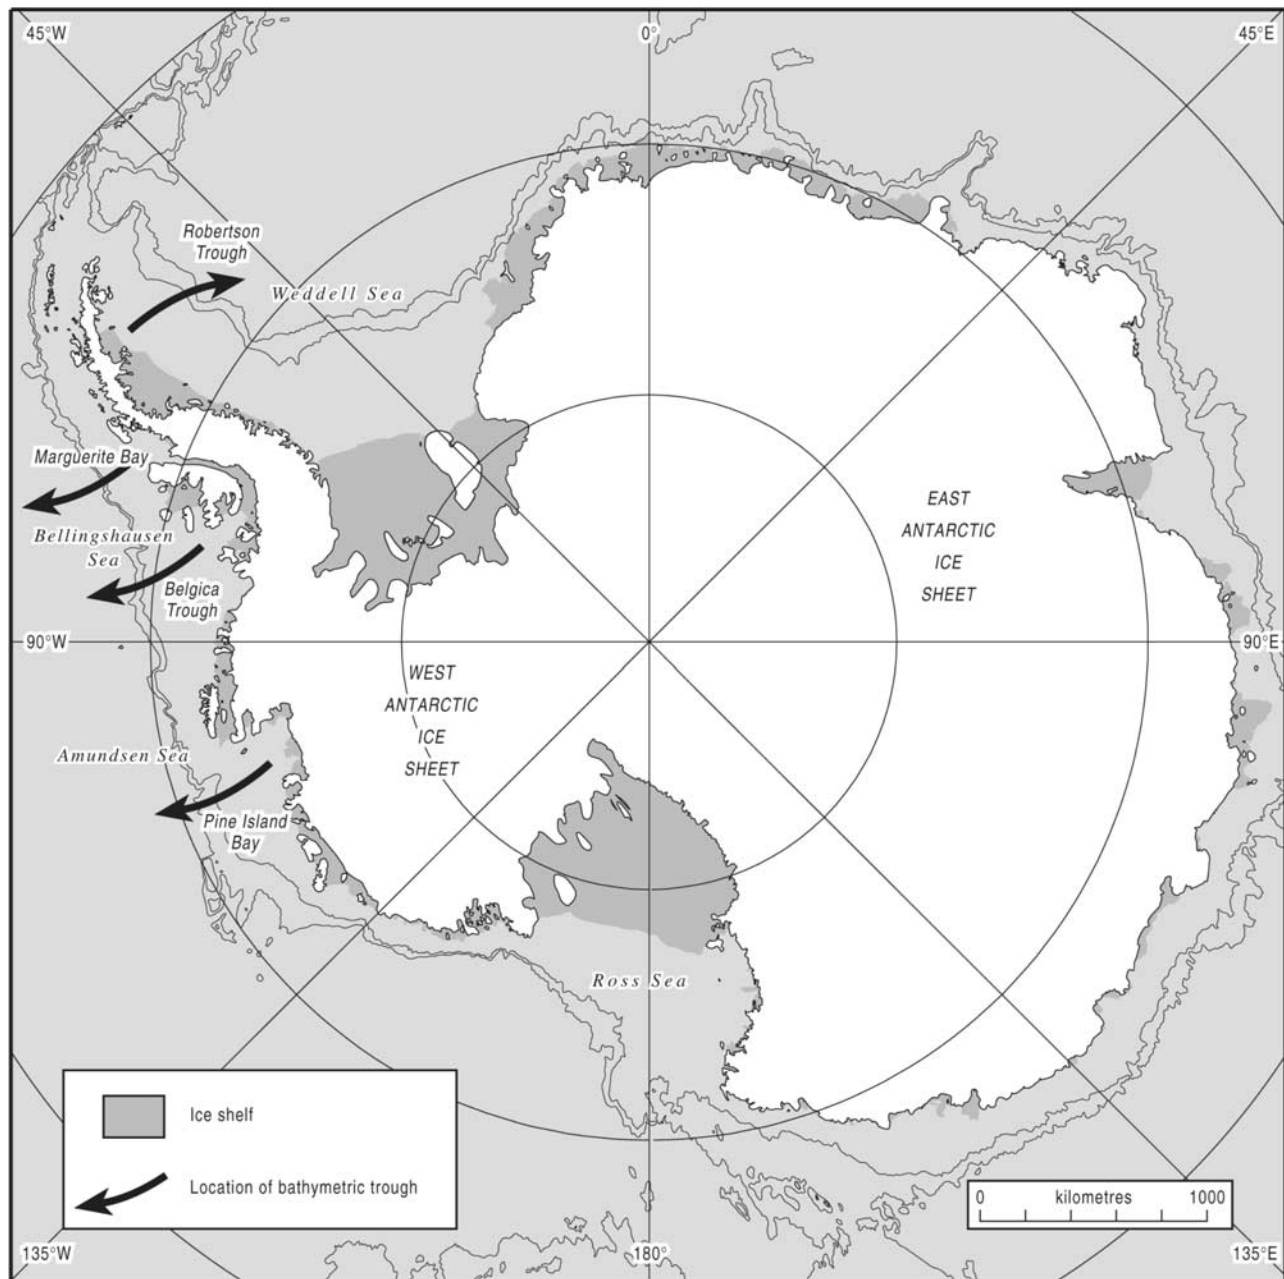 45°W
0°
45°E
Robertson
Trough
Weddell Sea
Marguerite Bay
EAST
ANTARCTIC
ICE
SHEET
Bellingshausen
Sea
Belgica
Trough
90°W
90°E
WEST
ANTARCTIC
ICE
SHEET
Amundsen Sea
Pine Island
Bay
Ross Sea
Ice shelf
Location of bathymetric trough
0 kilometres 1000
135°W
180°
135°E